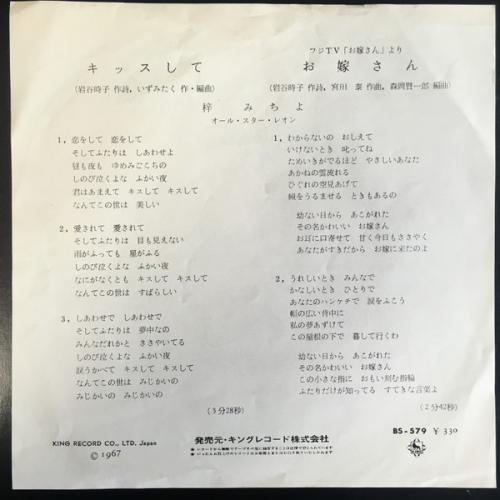 キッスして
(岩谷時子 作詩,いずみたく 作・編曲)
フジTV「お嫁さん」より
お嫁さん
(岩谷時子 作詩,宮田 泰 作曲,森岡賢一郎 編曲)
梓 みちよ
オール・スター・レオン
1,恋をして 恋をして
そしてふたりは しあわせよ
昼も夜も ゆめみごこちの
しのび泣くよな ふかい夜
君はあまえて キスして キスして
なんてこの世は 美しい
2,愛されて 愛されて
そしてふたりは 目も見えない
雨がふっても 星がふる
しのび泣くよな ふかい夜
なにがなくとも キスして キスして
なんてこの世は すばらしい
3,しあわせで しあわせで
そしてふたりは 夢中なの
みんなだれかと ささやいてる
しのび泣くよな ふかい夜
涙うかべて キスして キスして
なんてこの世は みじかいの
みじかいの みじかいの
(3分28秒)
1,わからないの おしえて
いけないとき 叱ってね
ためいきがでるほど やさしいあなた
あかねの雲流れる
ひぐれの空見あげて
瞳をうるませる ときもあるの
幼ない日から あこがれた
その名かわいい お嫁さん
お耳に口寄せて 甘く今日もささやく
あなたがすきだから お嫁に来たのよ
2,うれしいとき みんなで
かなしいとき ひとりで
あなたのハンケチで 涙をふこう
幅の広い背中に
私の夢あずけて
この屋根の下で 暮して行くわ
幼ない日から あこがれた
その名かわいい お嫁さん
この小さな指に おもい刻む指輪
ふたりだけが知ってる すてきな言葉よ
(2分42秒)
KING RECORD CO., LTD. Japan
©1967
発売元・キングレコード株式会社
BS-579 ¥330